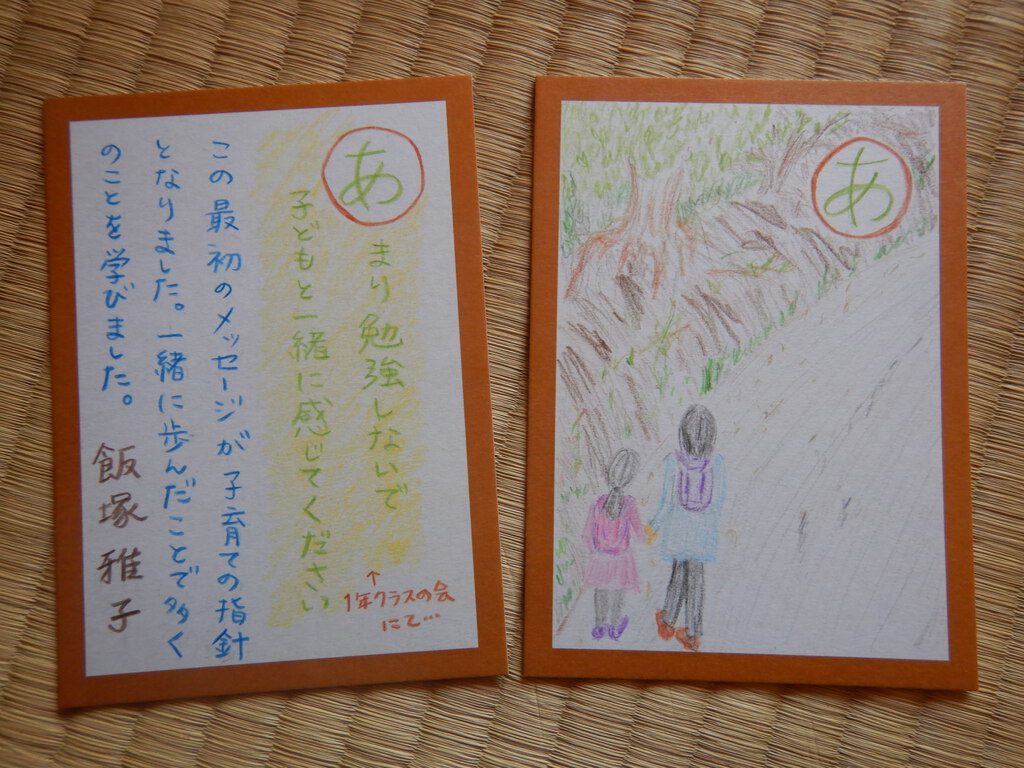 あまり勉強しないで
子どもと一緒に感じてください
↑
1年クラスの会
にて…
この最初のメッセージが子育ての指針
となりました。一緒に歩んだことで多く
のことを学びました。
飯塚雅子
あ